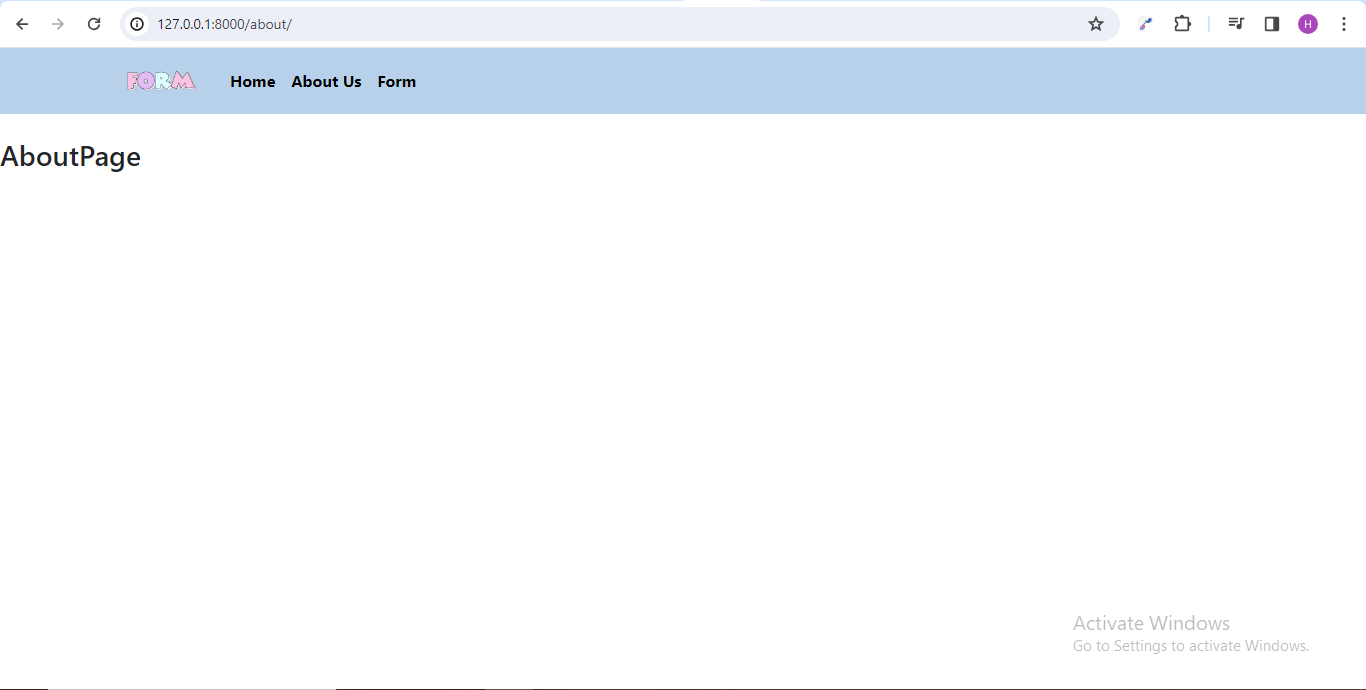 127.0.0.1:8000/about/
H
FORM Home About Us Form
AboutPage
Activate Windows
Go to Settings to activate Windows.